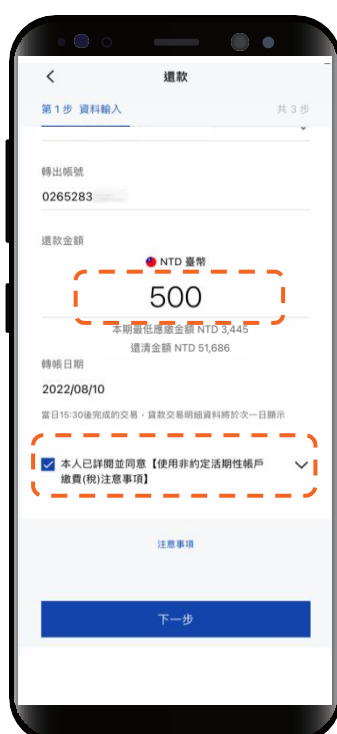 還款
第1步 資料輸入
共3步
轉出帳號
0265283
還款金額
NTD 臺幣
500
本期最低應繳金額 NTD 3,445
還清金額 NTD 51,686
轉帳日期
2022/08/10
當日15:30後完成的交易，貸款交易明細資料將於次一日顯示
本人已詳閱並同意【使用非約定活期性帳戶
繳費(稅)注意事項】
注意事項
下一步